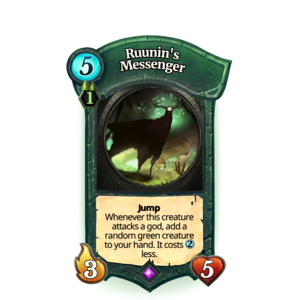 Ruunin's
Messenger
5
1
Jump
Whenever this creature
attacks a god, add a
random green creature
to your hand. It costs 2
less.
3
5